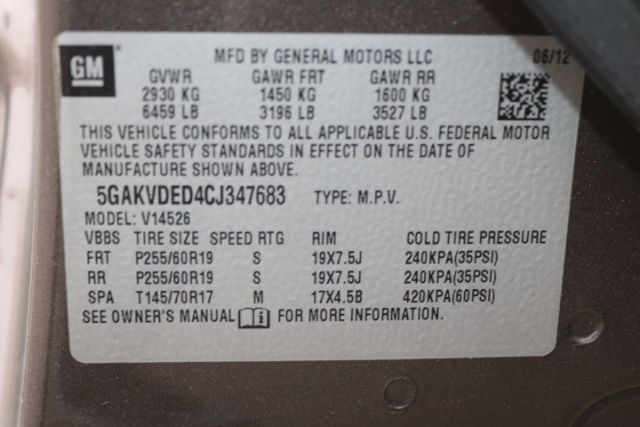 GM MFD BY GENERAL MOTORS LLC 06/12
GVWR GAWR FRT GAWR RR
2930 KG 1450 KG 1600 KG
6459 LB 3196 LB 3527 LB
THIS VEHICLE CONFORMS TO ALL APPLICABLE U.S. FEDERAL MOTOR
VEHICLE SAFETY STANDARDS IN EFFECT ON THE DATE OF
MANUFACTURE SHOWN ABOVE.
5GAKVDED4CJ347683 TYPE: M.P.V.
MODEL: V14526
VBBS TIRE SIZE SPEED RTG RIM COLD TIRE PRESSURE
FRT P255/60R19 S 19X7.5J 240KPA(35PSI)
RR P255/60R19 S 19X7.5J 240KPA(35PSI)
SPA T145/70R17 M 17X4.5B 420KPA(60PSI)
SEE OWNER'S MANUAL i FOR MORE INFORMATION.